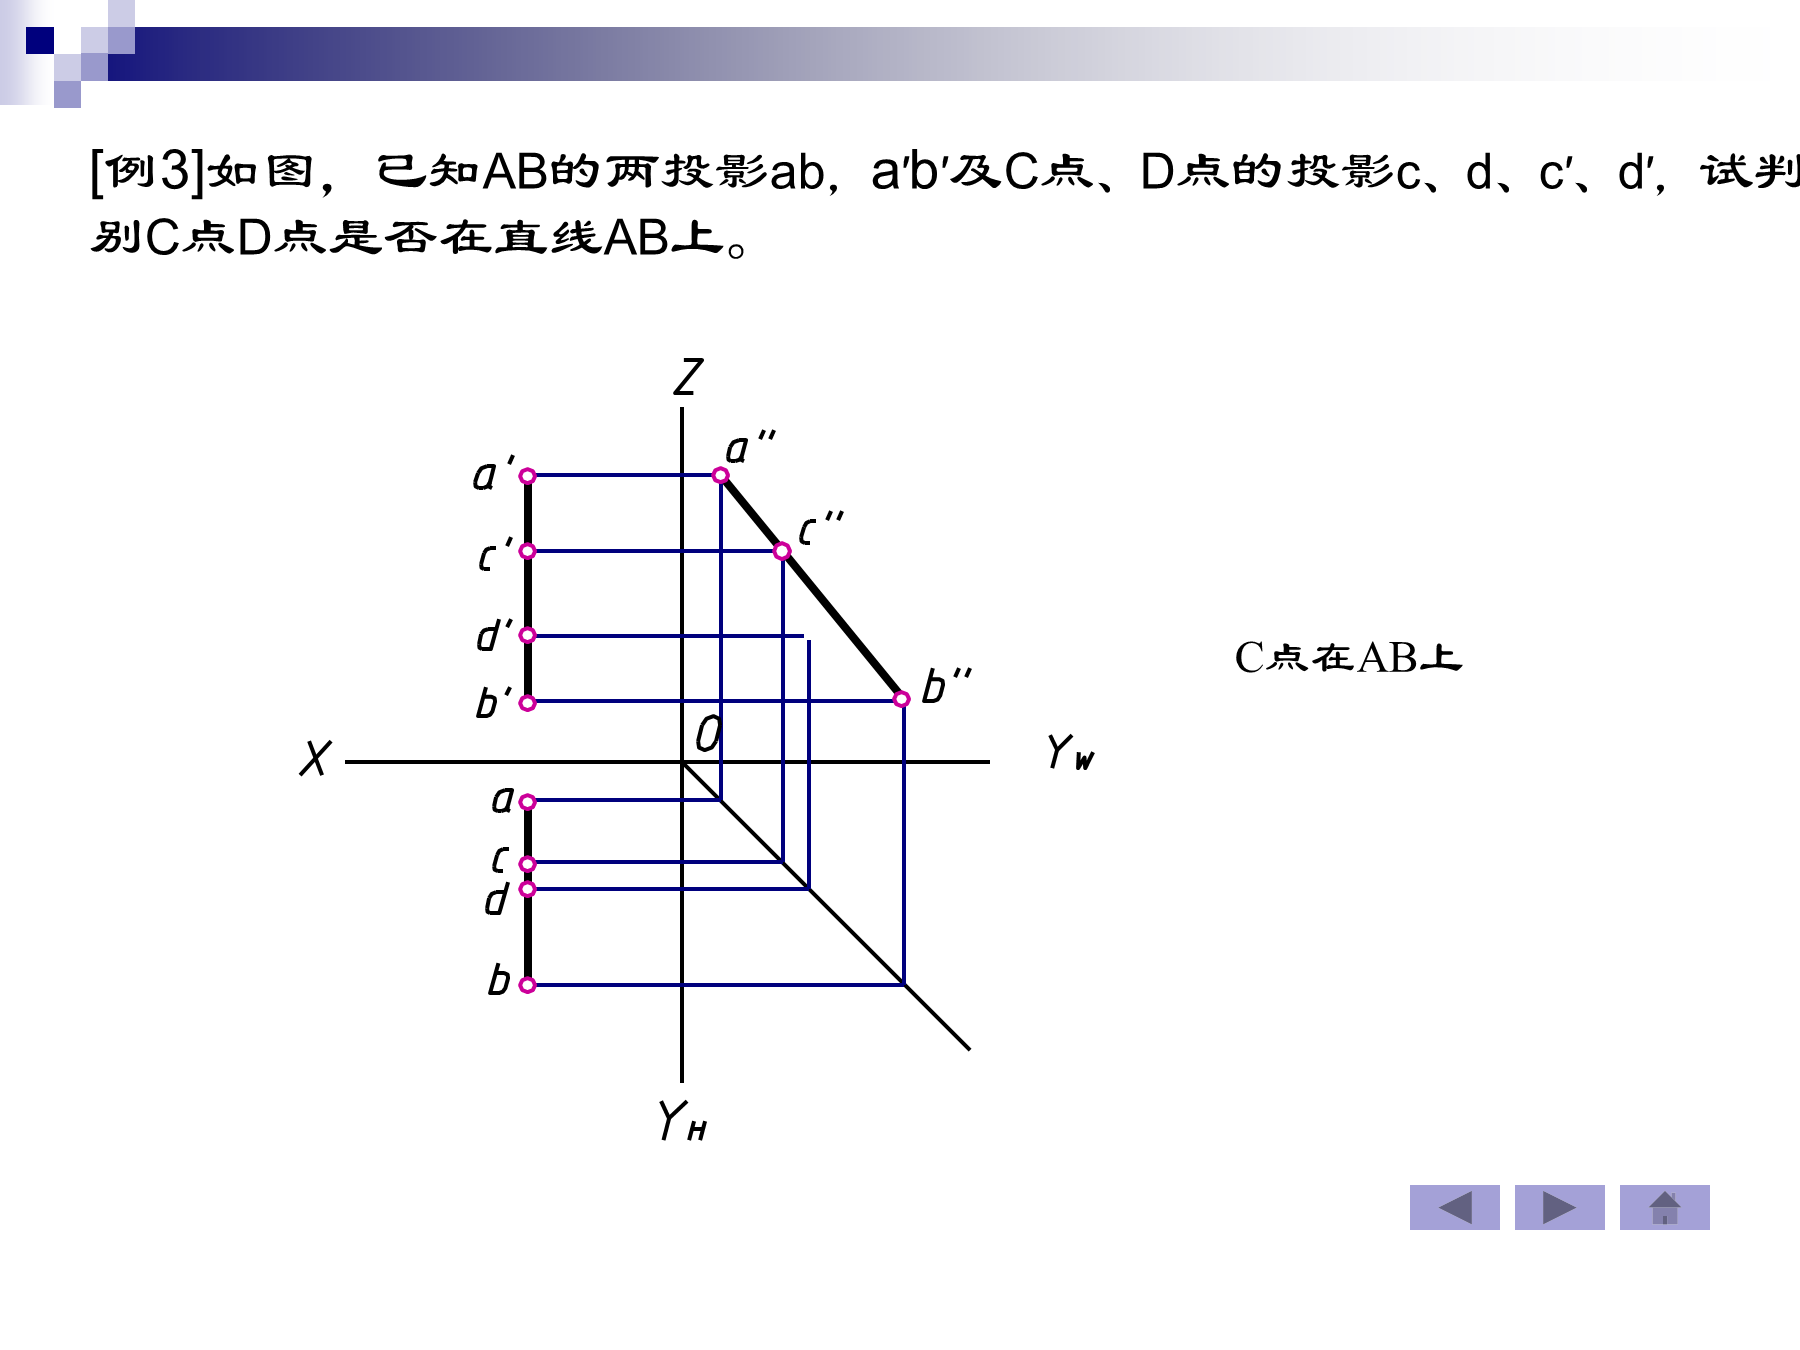 [例3]如图，已知AB的两投影ab，a′b′及C点、D点的投影c、d、c′、d′，试判
别C点D点是否在直线AB上。
Z
a″
a′
c″
c′
d′
C点在AB上
b″
b′
O
X
YW
a
c
d
b
YH